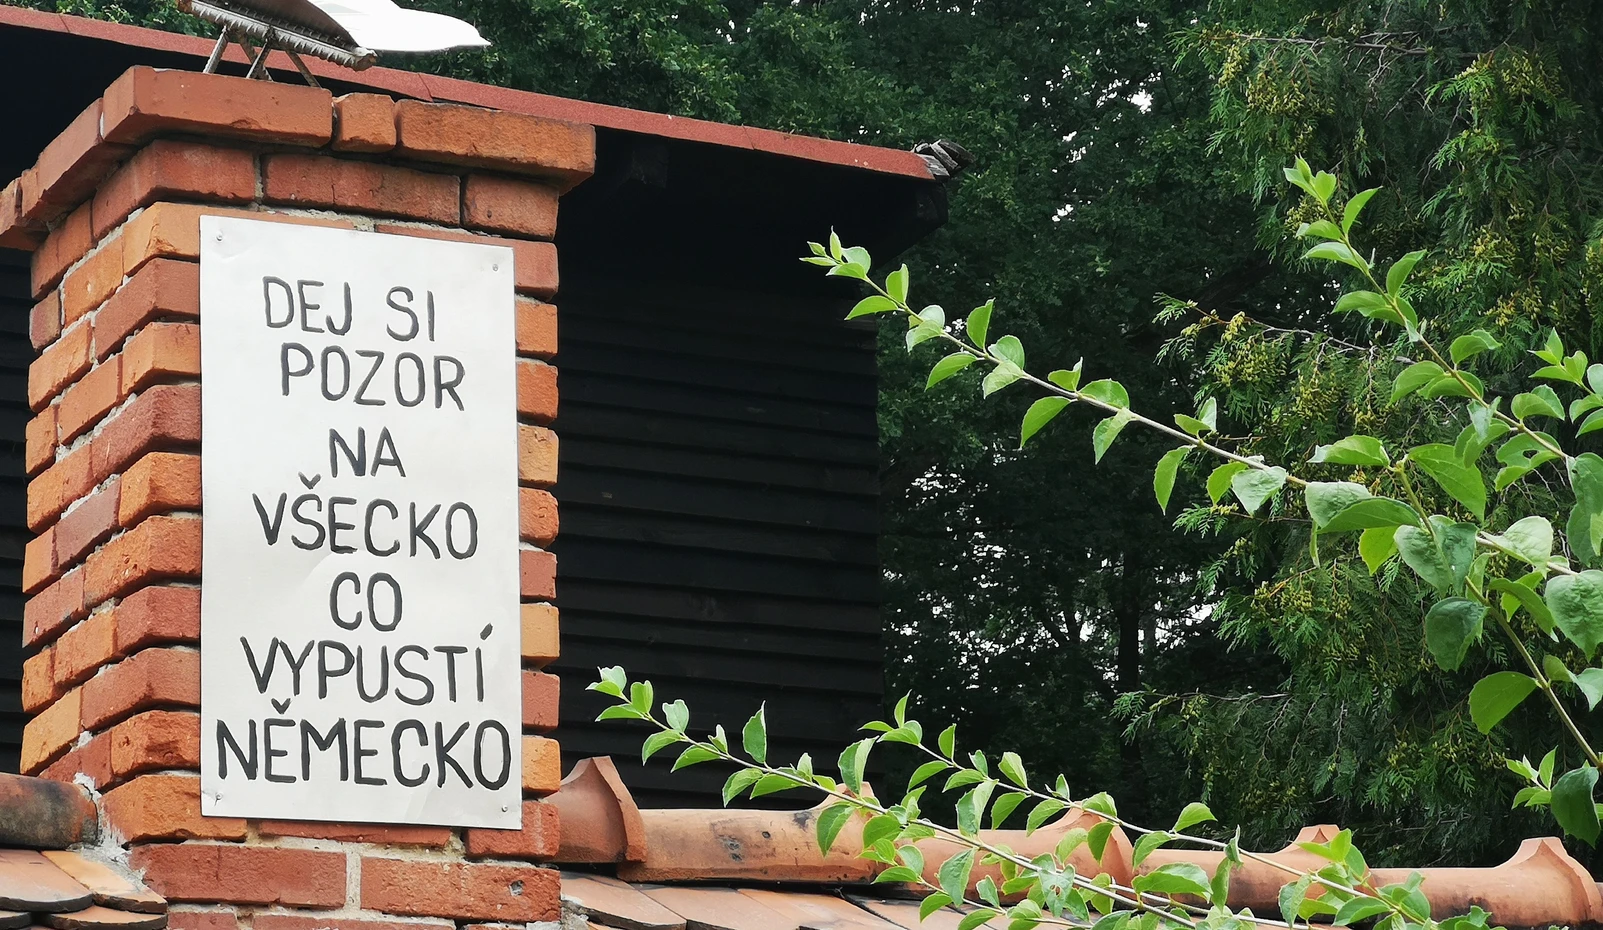 DEJ SI
POZOR
NA
VŠECKO
CO
VYPUSTÍ
NĚMECKO